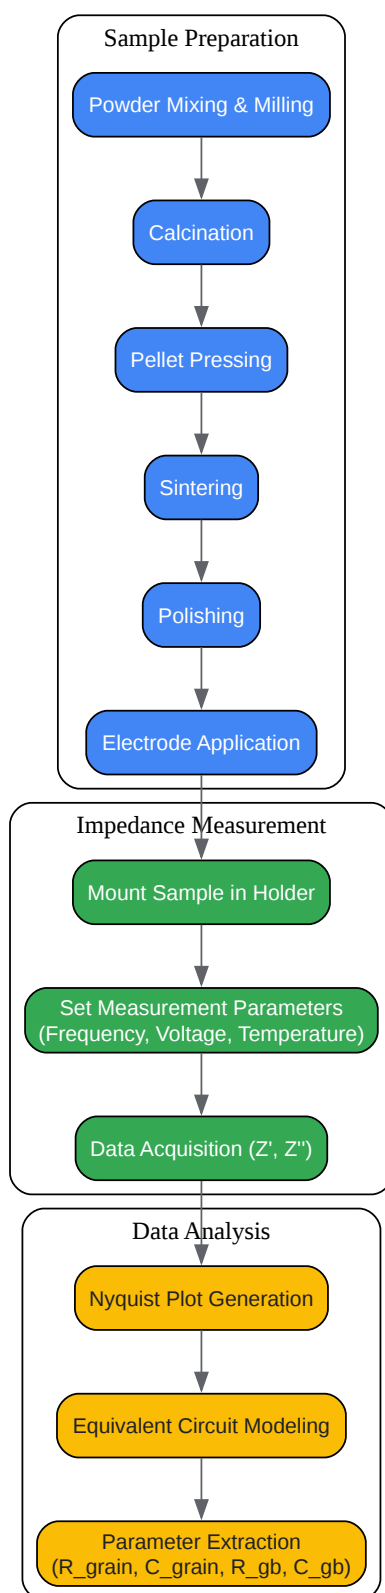 Sample Preparation
Powder Mixing & Milling
Calcination
Pellet Pressing
Sintering
Polishing
Electrode Application
Impedance Measurement
Mount Sample in Holder
Set Measurement Parameters
(Frequency, Voltage, Temperature)
Data Acquisition (Z', Z'')
Data Analysis
Nyquist Plot Generation
Equivalent Circuit Modeling
Parameter Extraction
(R_grain, C_grain, R_gb, C_gb)